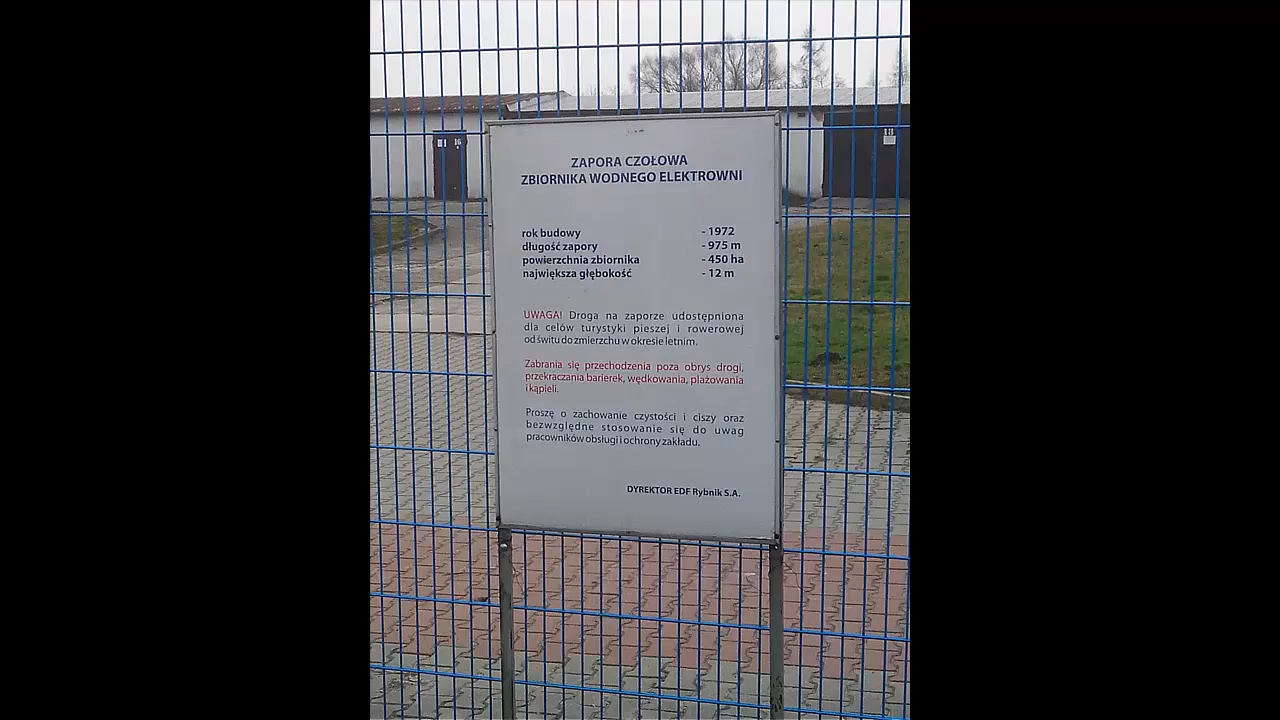 ZAPORA CZOŁOWA
ZBIORNIKA WODNEGO ELEKTROWNI
rok budowy - 1972
długość zapory - 975 m
powierzchnia zbiornika - 450 ha
największa głębokość - 12 m
UWAGA! Droga na zaporze udostępniona
dla celów turystyki pieszej i rowerowej
od świtu do zmierzchu w okresie letnim.
Zabrania się przechodzenia poza obrys drogi,
przekraczania barierek, wędkowania, plażowania
i kąpieli.
Proszę o zachowanie czystości i ciszy oraz
bezwzględne stosowanie się do uwag
pracowników obsługi i ochrony zakładu.
DYREKTOR EDF Rybnik S.A.
16
18